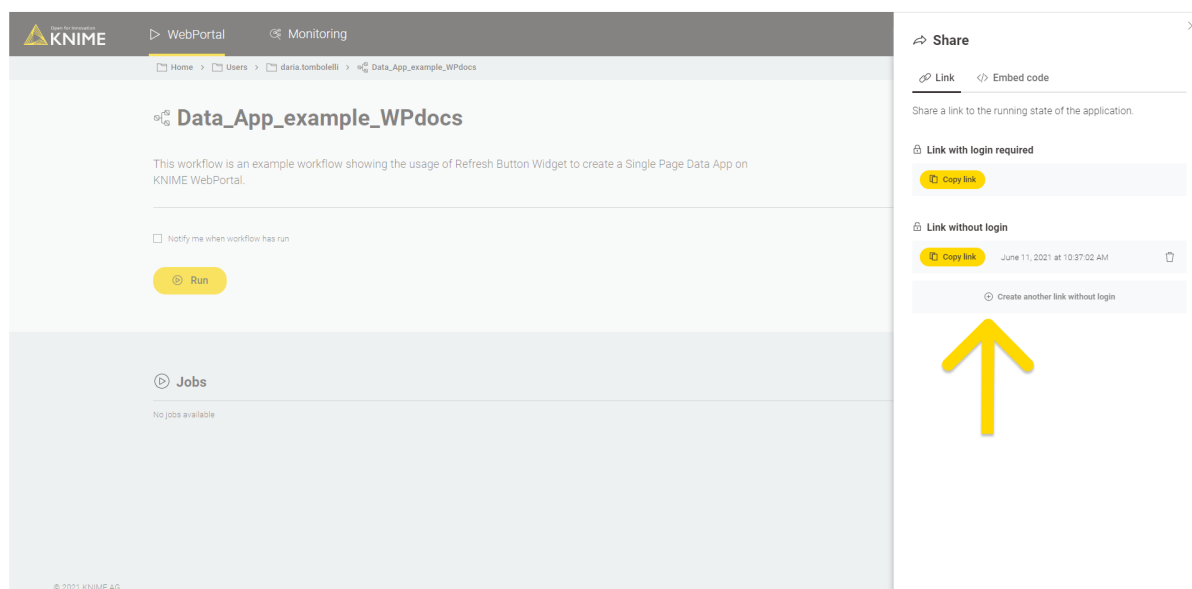 Open for Innovation
KNIME
WebPortal
Monitoring
Home > Users > daria.tombolelli > Data_App_example_WPdocs
Data_App_example_WPdocs
This workflow is an example workflow showing the usage of Refresh Button Widget to create a Single Page Data App on
KNIME WebPortal.
Notify me when workflow has run
Run
Jobs
No jobs available
© 2021 KNIME AG
Share
Link
</> Embed code
Share a link to the running state of the application.
Link with login required
Copy link
Link without login
Copy link June 11, 2021 at 10:37:02 AM
Create another link without login